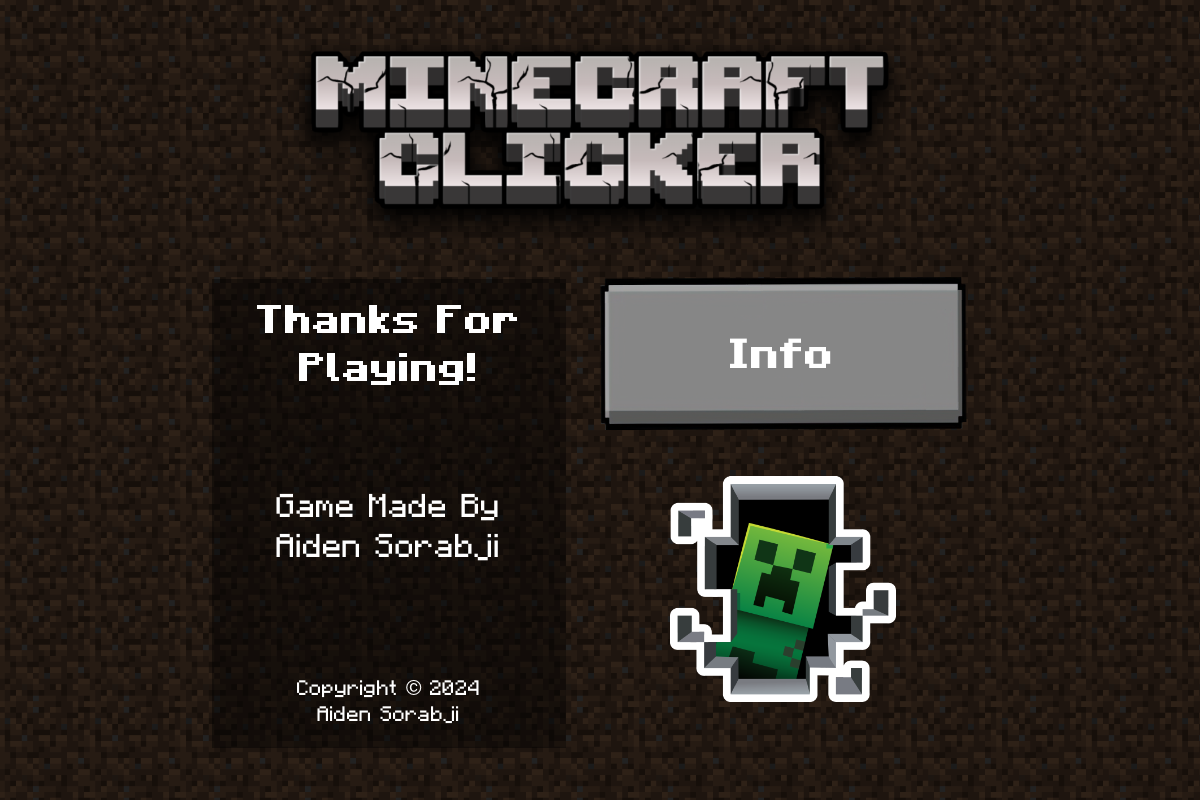 MINECRAFT
CLICKER
Thanks For
Playing!
Game Made By
Aiden Sorabji
Copyright © 2024
Aiden Sorabji
Info